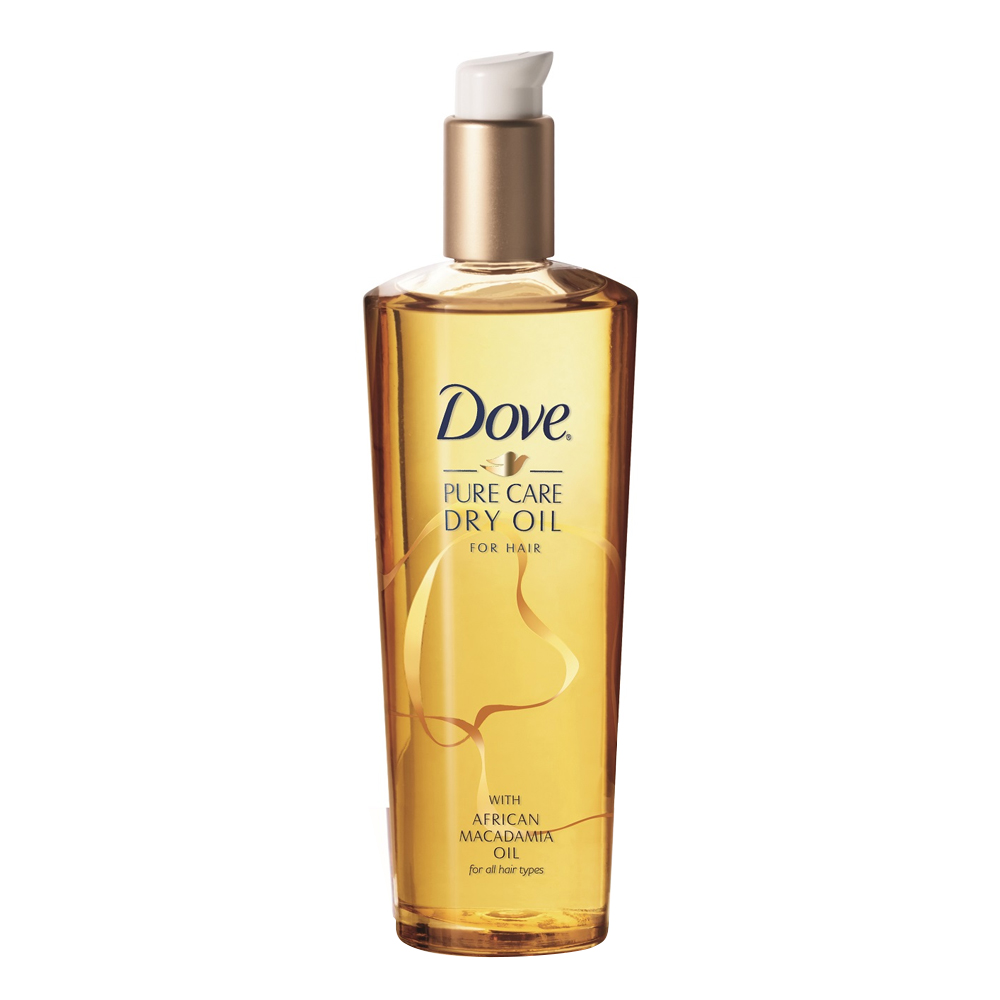 Dove®
PURE CARE
DRY OIL
FOR HAIR
WITH
AFRICAN
MACADAMIA
OIL
for all hair types